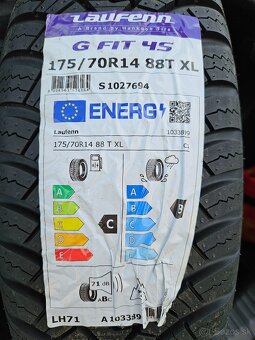 Laufenn
A Brand by Hankook Tire
G FIT 4S
175/70R14 88T XL
S 1027694
ENERG
Laufenn 1033899
175/70R14 88 T XL C1
A
B
C
D
E
C
A
B
C
D
E
71 dB
ABC
LH71 A 1033899